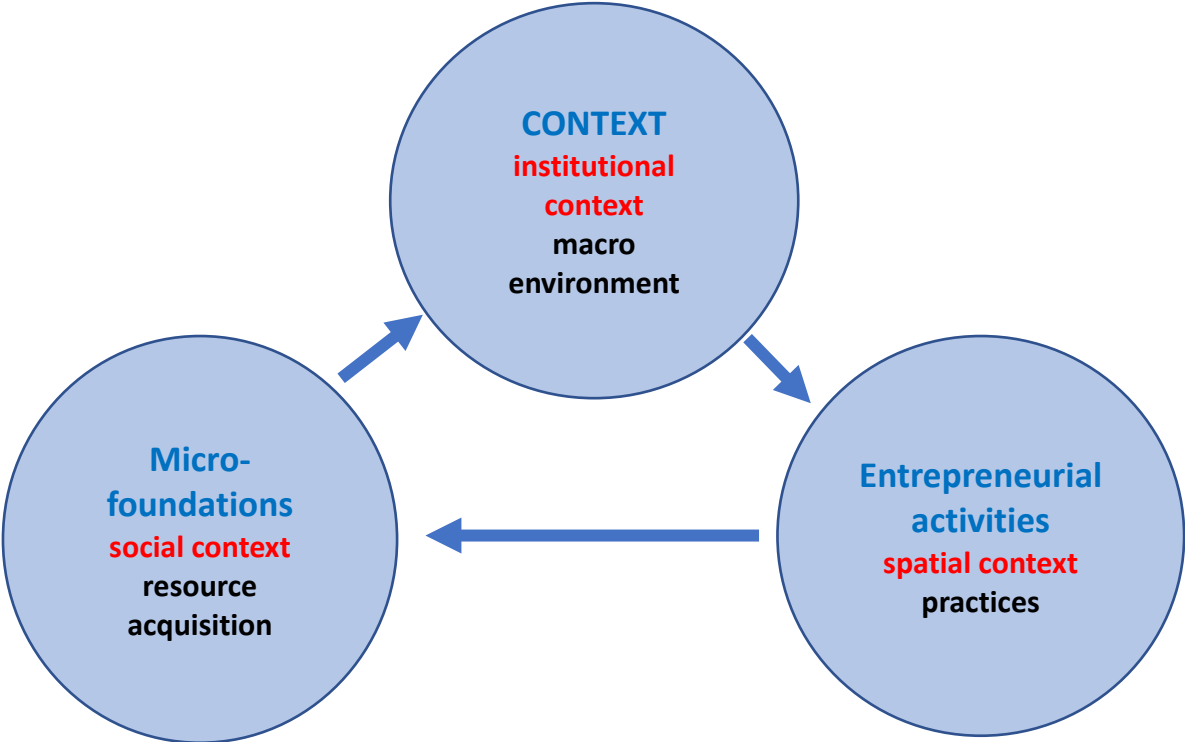 CONTEXT
institutional
context
macro
environment
Micro-
foundations
social context
resource
acquisition
Entrepreneurial
activities
spatial context
practices